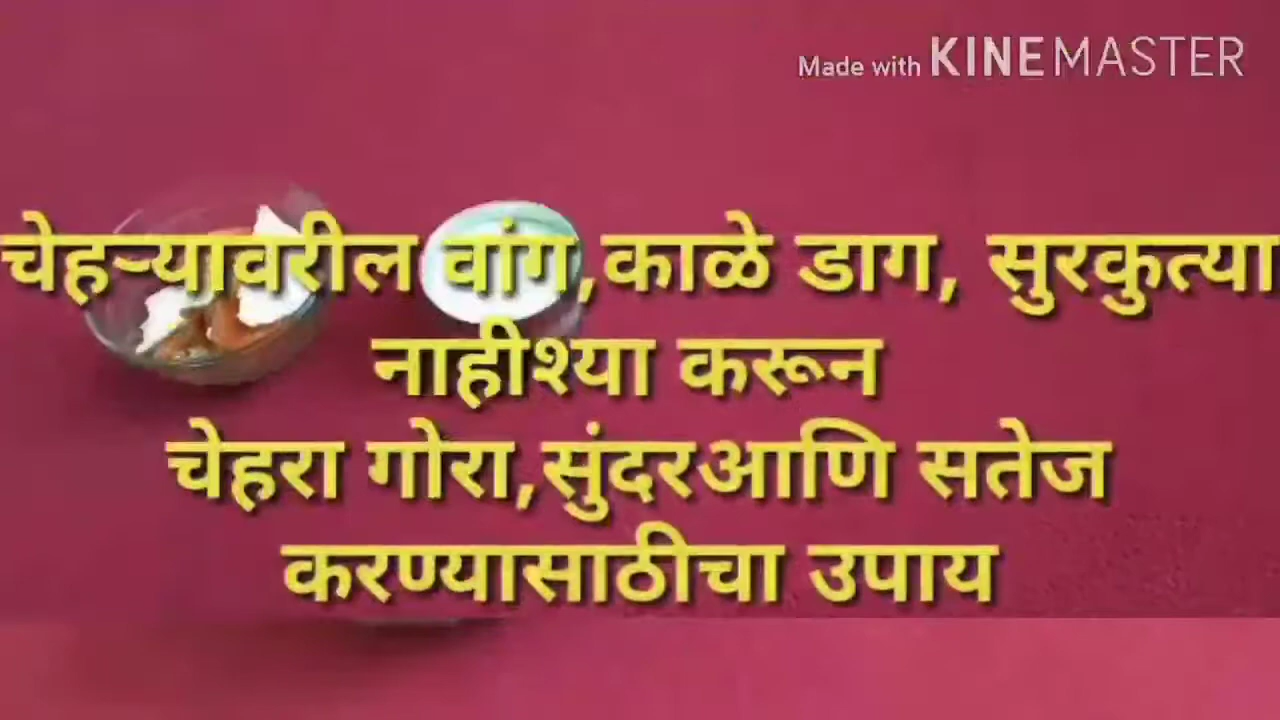 Made with KINEMASTER
चेहऱ्यावरील वांग,काळे डाग, सुरकुत्या
नाहीश्या करून
चेहरा गोरा,सुंदरआणि सतेज
करण्यासाठीचा उपाय